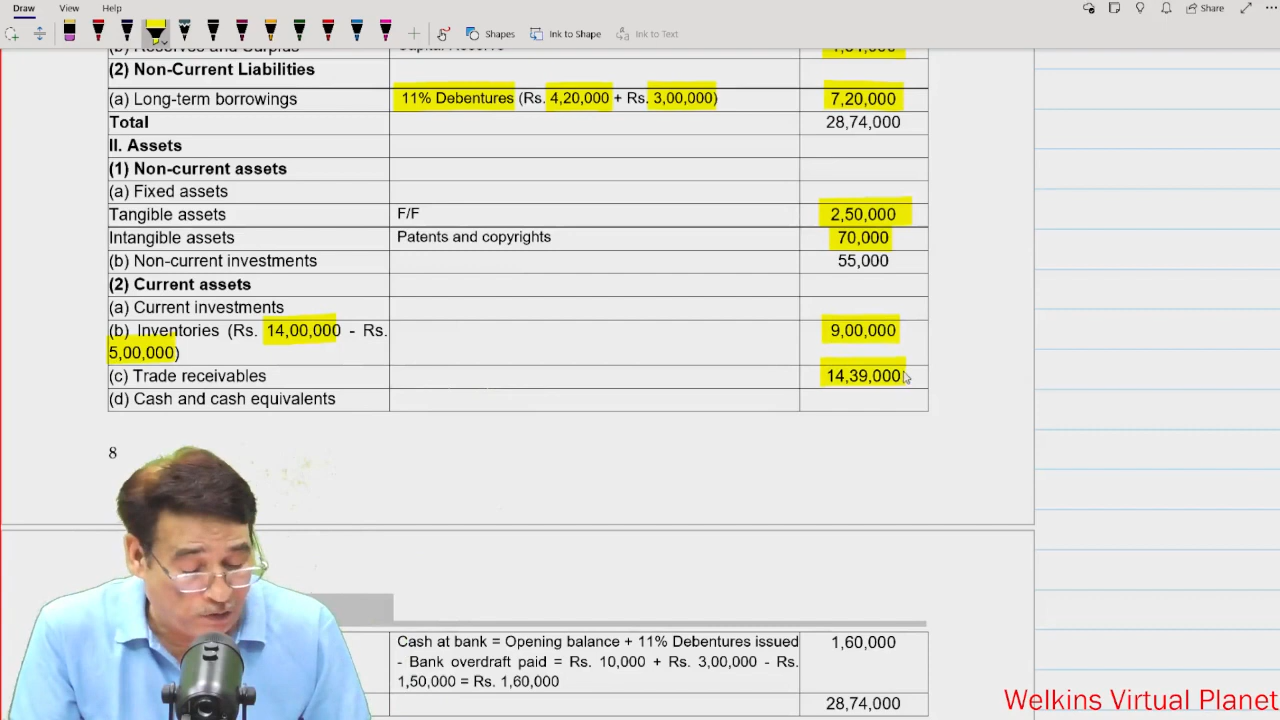 Draw View Help Share
Shapes Ink to Shape Ink to Text
(b) Reserves and Surplus Capital Reserve
(2) Non-Current Liabilities
(a) Long-term borrowings 11% Debentures (Rs. 4,20,000 + Rs. 3,00,000) 7,20,000
Total 28,74,000
II. Assets
(1) Non-current assets
(a) Fixed assets
Tangible assets F/F 2,50,000
Intangible assets Patents and copyrights 70,000
(b) Non-current investments 55,000
(2) Current assets
(a) Current investments
(b) Inventories (Rs. 14,00,000 - Rs. 9,00,000
5,00,000)
(c) Trade receivables 14,39,000
(d) Cash and cash equivalents
8
Cash at bank = Opening balance + 11% Debentures issued 1,60,000
- Bank overdraft paid = Rs. 10,000 + Rs. 3,00,000 - Rs.
1,50,000 = Rs. 1,60,000
28,74,000
Welkins Virtual Planet